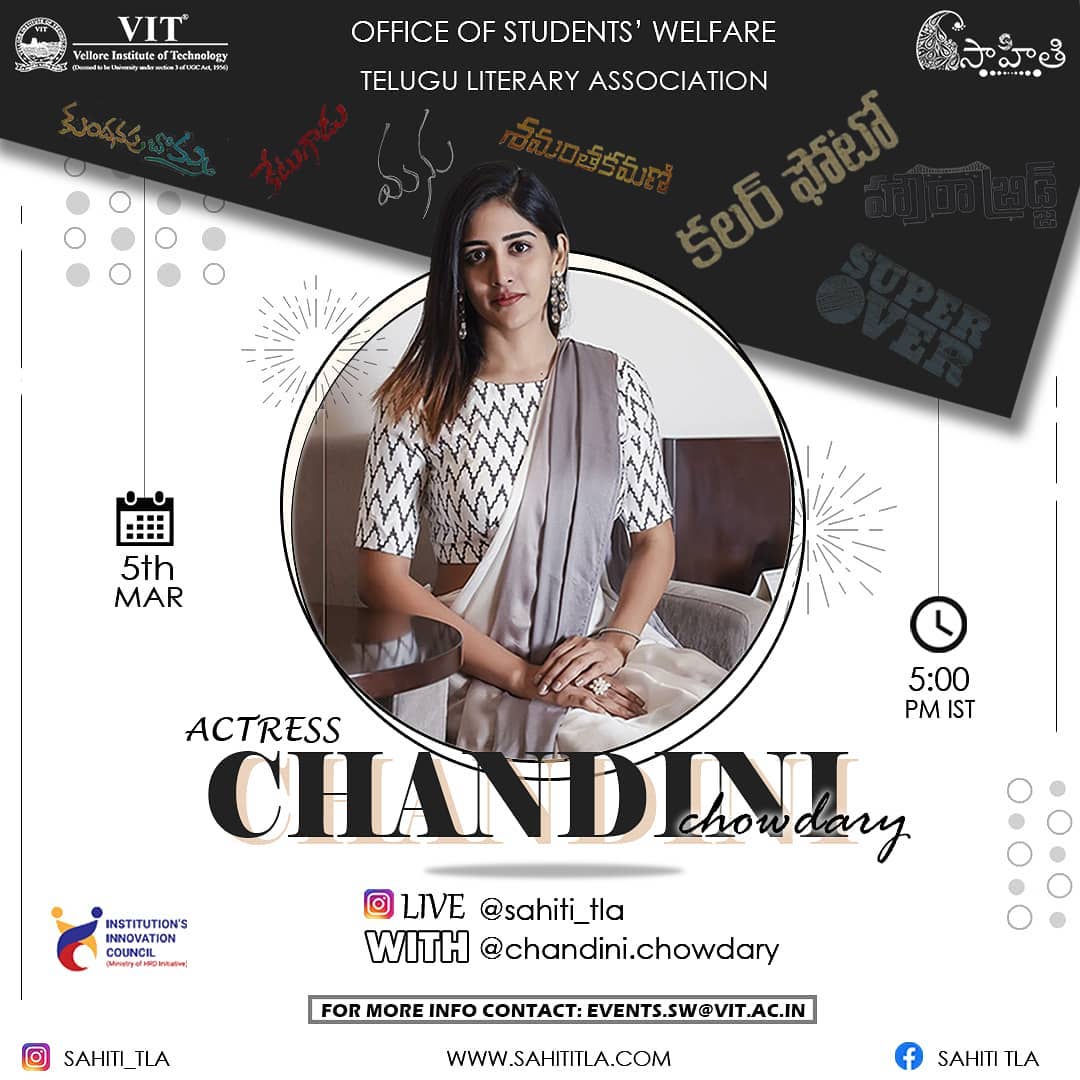 VIT
VIT®
Vellore Institute of Technology
(Deemed to be University under section 3 of UGC Act, 1956)
OFFICE OF STUDENTS’ WELFARE
TELUGU LITERARY ASSOCIATION
సాహితి
కుందనపు బొమ్మ
కేటుగాడు
మను
శమంతకమణి
కలర్ ఫోటో
హౌరా బ్రిడ్జ్
SUPER
OVER
5th
MAR
5:00
PM IST
ACTRESS
CHANDINI
chowdary
LIVE @sahiti_tla
WITH @chandini.chowdary
INSTITUTION'S
INNOVATION
COUNCIL
(Ministry of HRD Initiative)
FOR MORE INFO CONTACT: EVENTS.SW@VIT.AC.IN
SAHITI_TLA
WWW.SAHITITLA.COM
SAHITI TLA